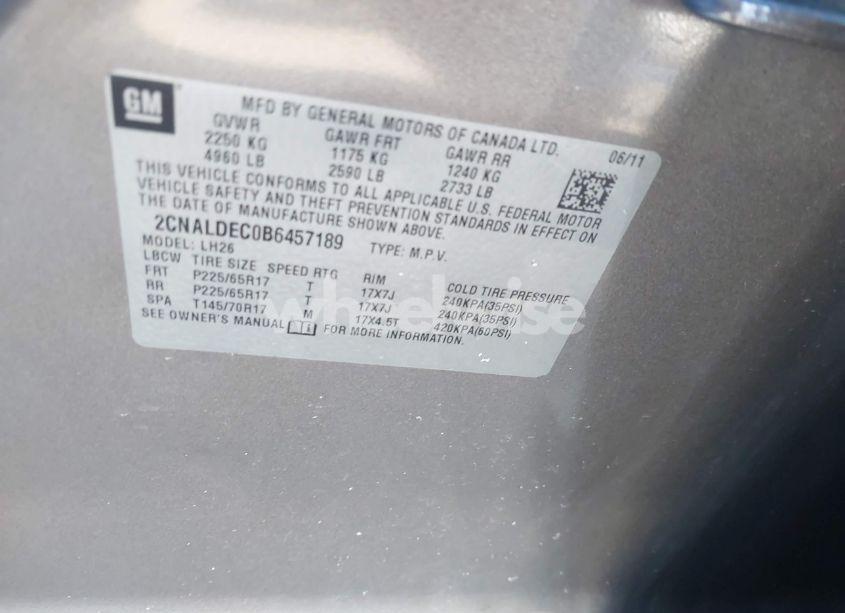 GM
MFD BY GENERAL MOTORS OF CANADA LTD. 06/11
GVWR GAWR FRT GAWR RR
2250 KG 1175 KG 1240 KG
4960 LB 2590 LB 2733 LB
THIS VEHICLE CONFORMS TO ALL APPLICABLE U.S. FEDERAL MOTOR
VEHICLE SAFETY AND THEFT PREVENTION STANDARDS IN EFFECT ON
THE DATE OF MANUFACTURE SHOWN ABOVE.
2CNALDEC0B6457189 TYPE: M.P.V.
MODEL: LH26
LBCW TIRE SIZE SPEED RTG RIM COLD TIRE PRESSURE
FRT P225/65R17 T 17X7J 240KPA(35PSI)
RR P225/65R17 T 17X7J 240KPA(35PSI)
SPA T145/70R17 M 17X4.5T 420KPA(60PSI)
SEE OWNER'S MANUAL FOR MORE INFORMATION.